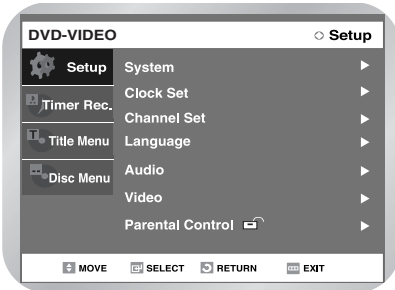 DVD-VIDEO Setup
Setup
Timer Rec.
Title Menu
Disc Menu
System
Clock Set
Channel Set
Language
Audio
Video
Parental Control
MOVE SELECT RETURN EXIT